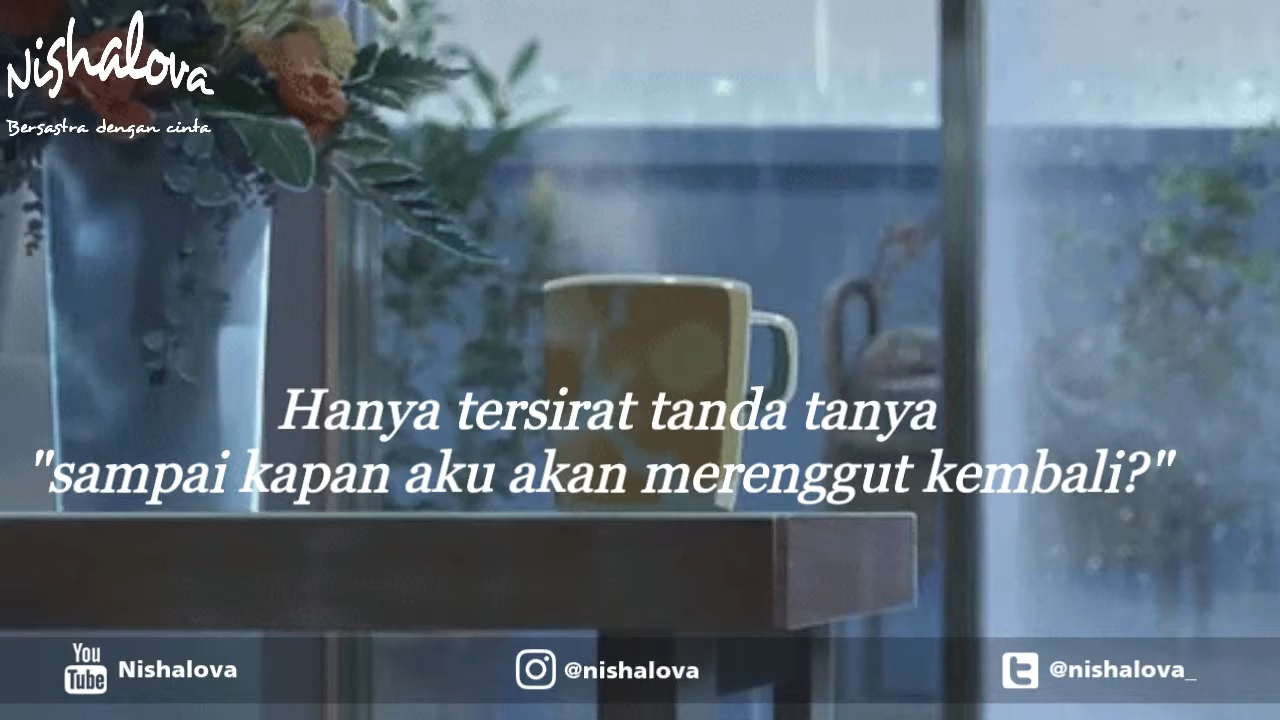 Nishalova
Bersastra dengan cinta
Hanya tersirat tanda tanya
"sampai kapan aku akan merenggut kembali?"
You Tube Nishalova
@nishalova
@nishalova_